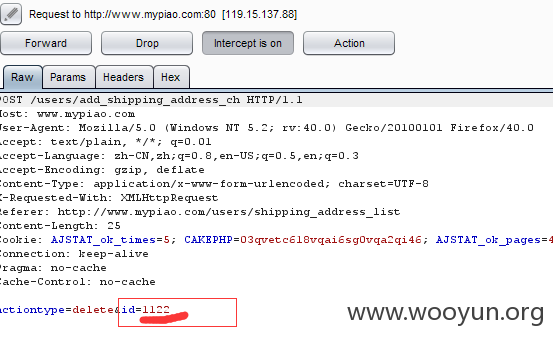 Request to http://www.mypiao.com:80 [119.15.137.88]
Forward Drop Intercept is on Action
Raw Params Headers Hex
POST /users/add_shipping_address_ch HTTP/1.1
Host: www.mypiao.com
User-Agent: Mozilla/5.0 (Windows NT 5.2; rv:40.0) Gecko/20100101 Firefox/40.0
Accept: text/plain, */*; q=0.01
Accept-Language: zh-CN,zh;q=0.8,en-US;q=0.5,en;q=0.3
Accept-Encoding: gzip, deflate
Content-Type: application/x-www-form-urlencoded; charset=UTF-8
X-Requested-With: XMLHttpRequest
Referer: http://www.mypiao.com/users/shipping_address_list
Content-Length: 25
Cookie: AJSTAT_ok_times=5; CAKEPHP=03qvetc618vqai6sg0vqa2qi46; AJSTAT_ok_pages=4
Connection: keep-alive
Pragma: no-cache
Cache-Control: no-cache
actiontype=delete&id=1122
www.wooyun.org